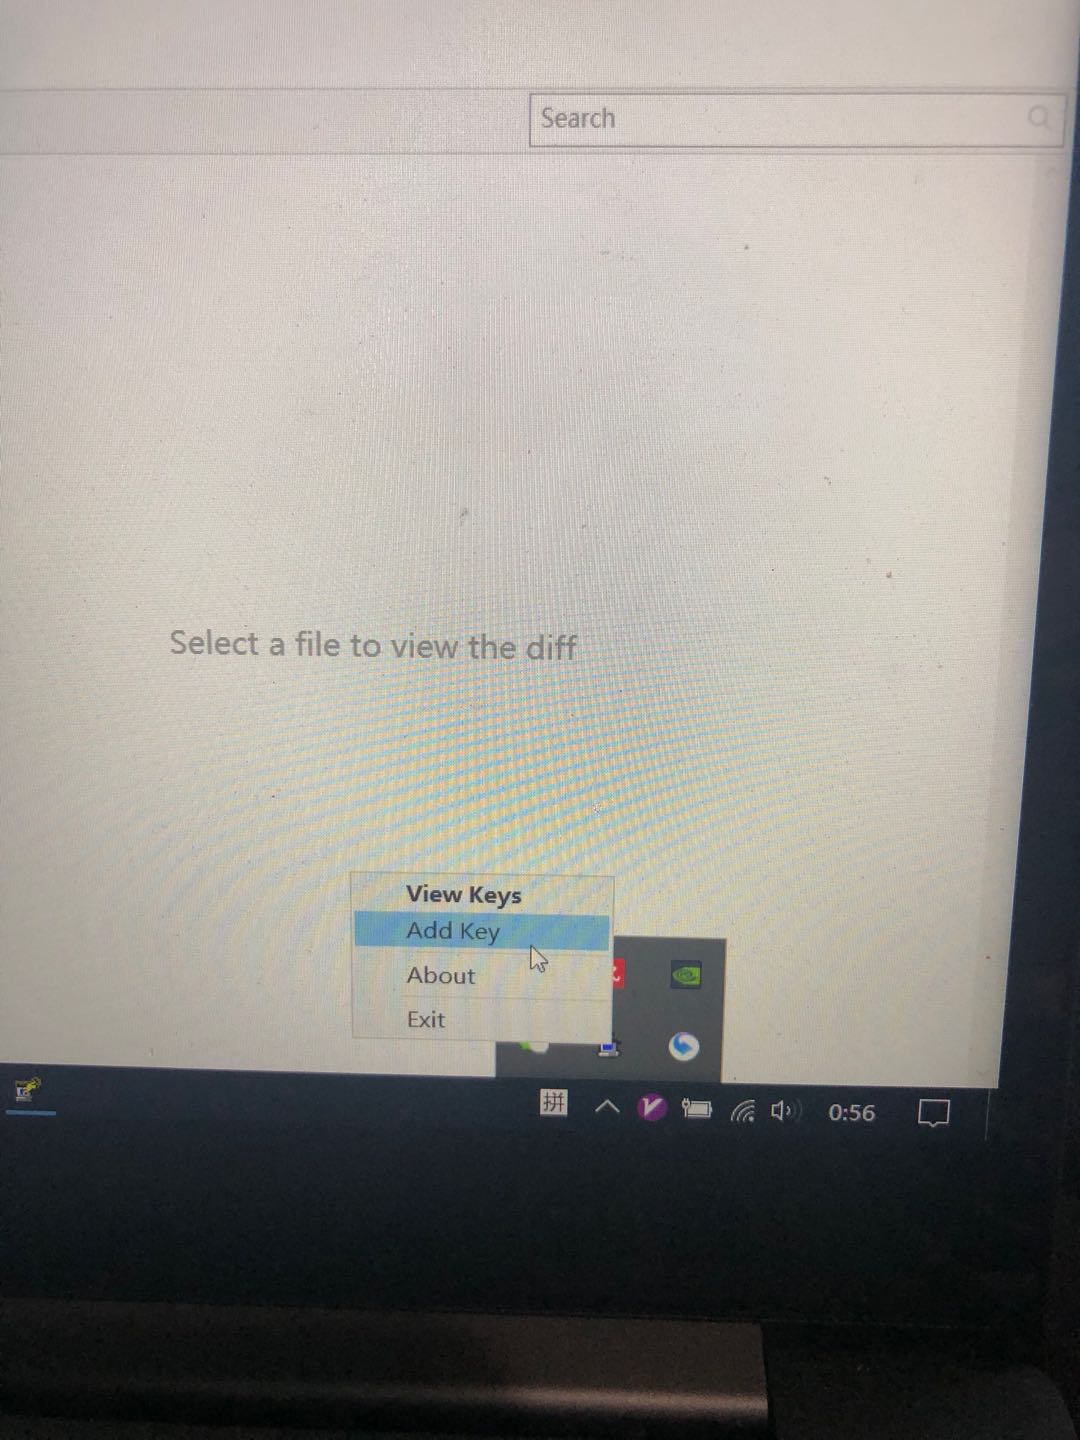 Search
Select a file to view the diff
View Keys
Add Key
About
Exit
拼
0:56